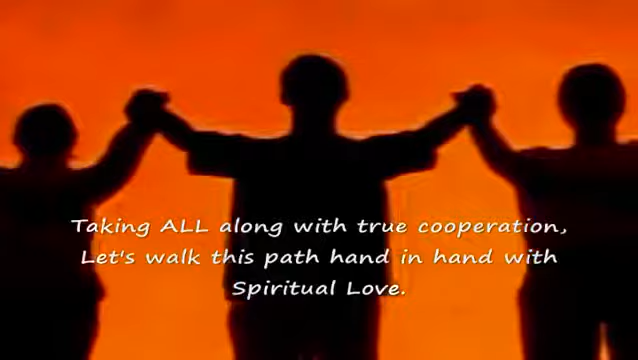 Taking ALL along with true cooperation,
Let's walk this path hand in hand with
Spiritual Love.